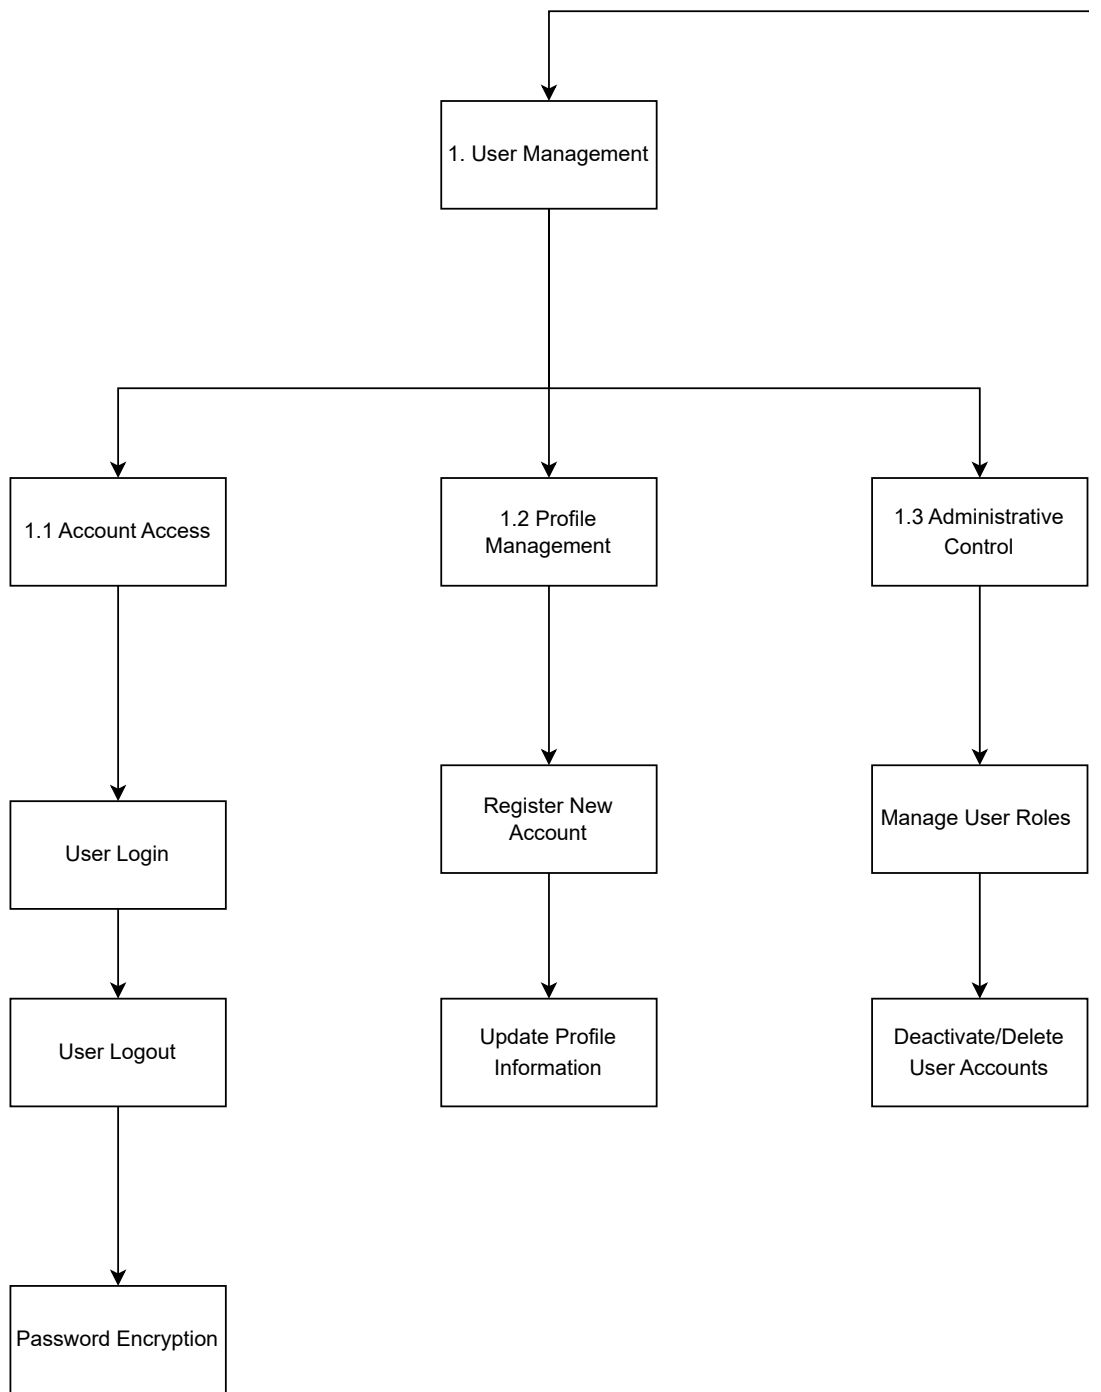 1. User Management
1.1 Account Access
1.2 Profile
Management
1.3 Administrative
Control
User Login
Register New
Account
Manage User Roles
User Logout
Update Profile
Information
Deactivate/Delete
User Accounts
Password Encryption